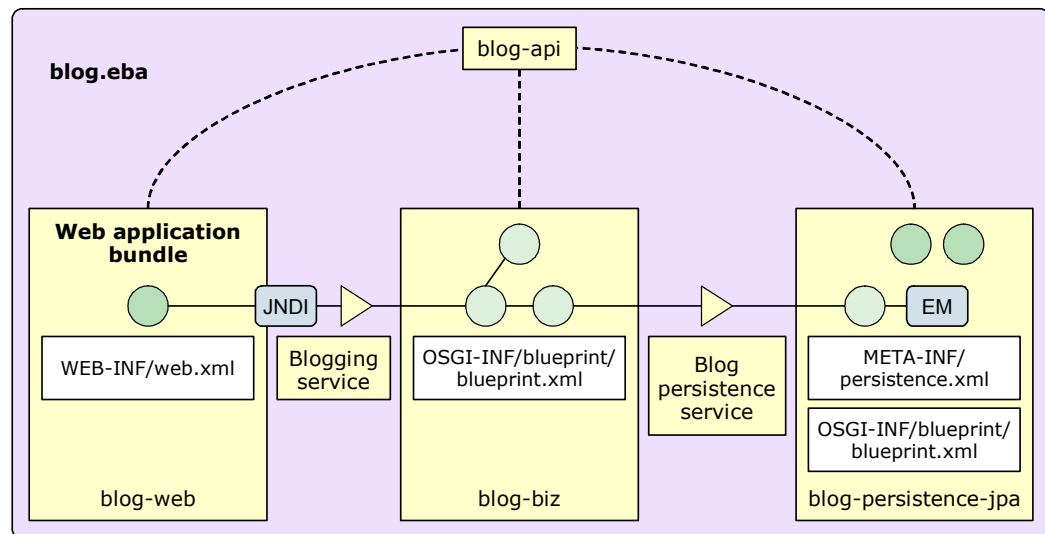 blog-api
blog.eba
Web application
bundle
JNDI
EM
WEB-INF/web.xml
Blogging
service
OSGI-INF/blueprint/
blueprint.xml
Blog
persistence
service
META-INF/
persistence.xml
OSGI-INF/blueprint/
blueprint.xml
blog-web
blog-biz
blog-persistence-jpa